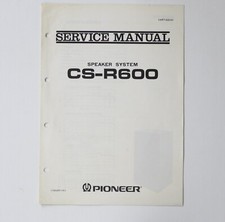 SERVICE MANUAL
SPEAKER SYSTEM
CS-R600
PIONEER